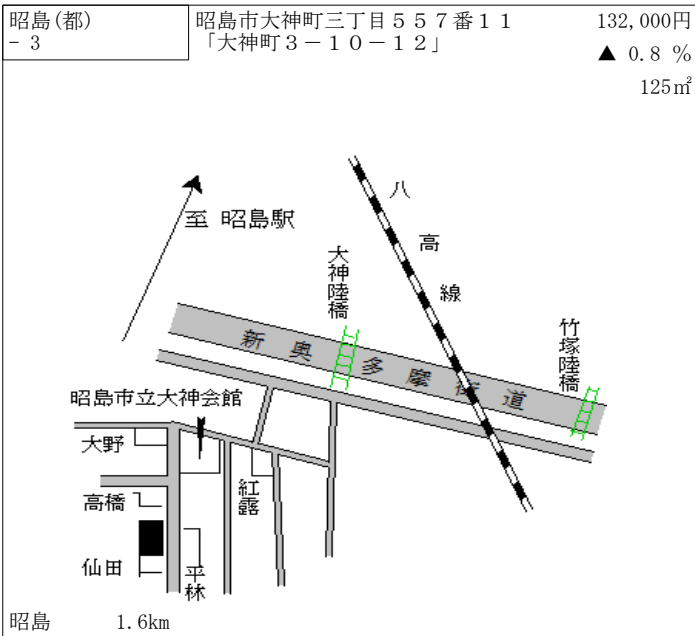 昭島(都)
- 3
昭島市大神町三丁目５５７番１１
「大神町３－１０－１２」
132,000円
▲ 0.8 %
125㎡
八高線
至 昭島駅
大神陸橋
竹塚陸橋
新奥多摩街道
昭島市立大神会館
大野
紅露
高橋
仙田
平林
昭島 1.6km